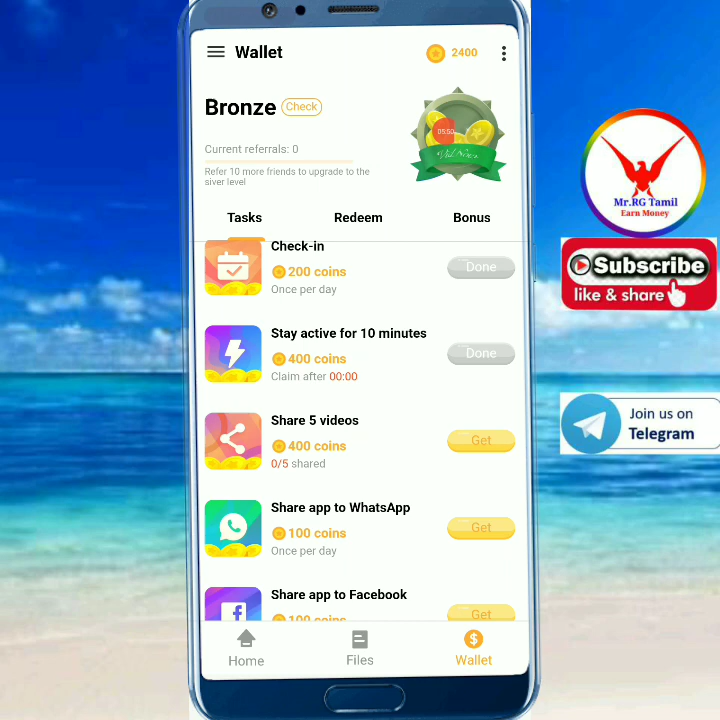 Wallet
2400
Bronze
Check
Current referrals: 0
Refer 10 more friends to upgrade to the
siver level
05:50
Tasks
Redeem
Bonus
Check-in
200 coins
Once per day
Done
Stay active for 10 minutes
400 coins
Claim after 00:00
Done
Share 5 videos
400 coins
0/5 shared
Get
Share app to WhatsApp
100 coins
Once per day
Get
Share app to Facebook
100 coins
Get
Home
Files
Wallet
Mr.RG Tamil
Earn Money
Subscribe
like & share
Join us on
Telegram